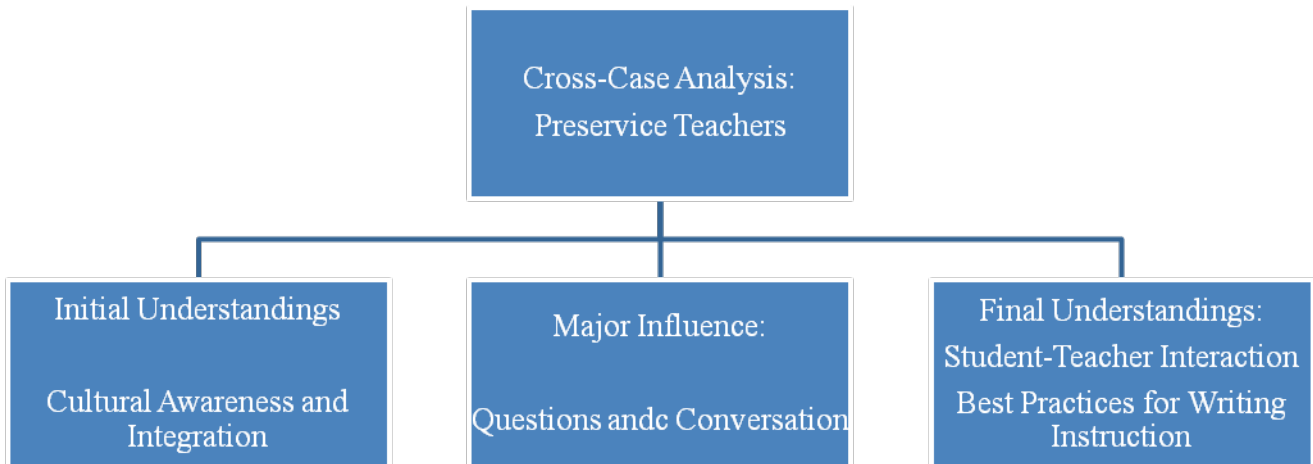 Cross-Case Analysis:
Preservice Teachers
Initial Understandings
Cultural Awareness and
Integration
Major Influence:
Questions andc Conversation
Final Understandings:
Student-Teacher Interaction
Best Practices for Writing
Instruction